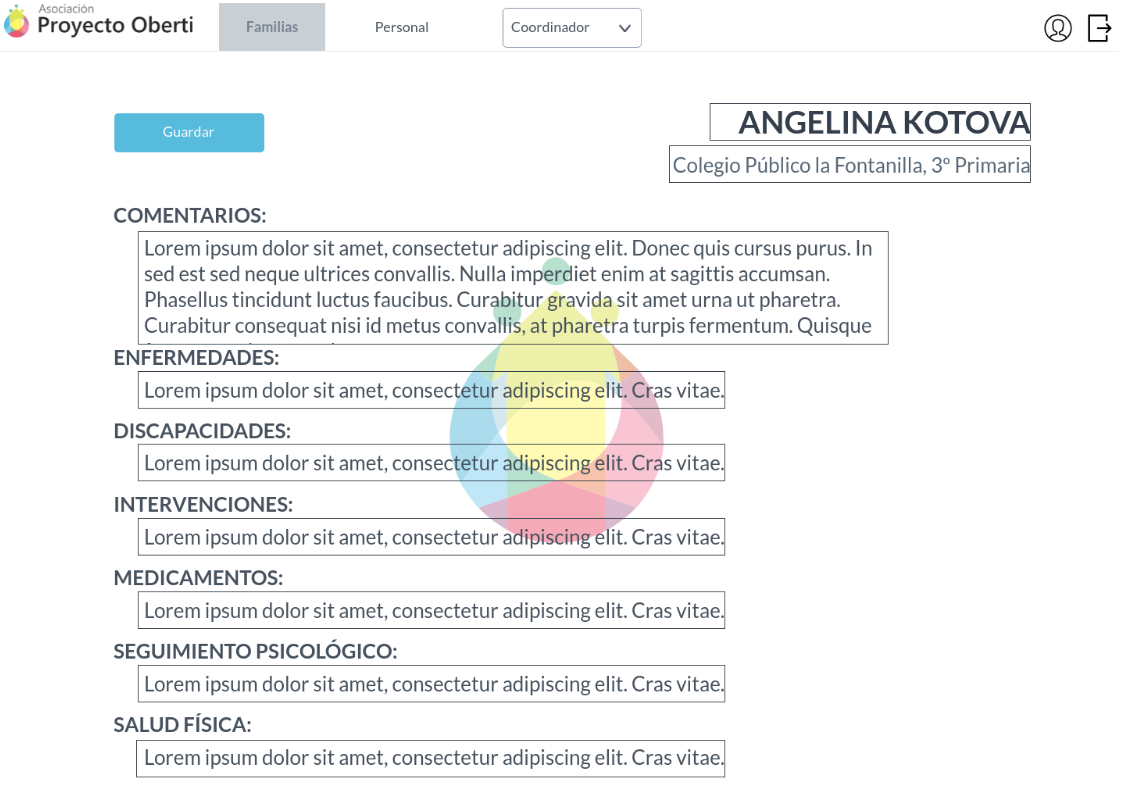 Asociación
Proyecto Oberti
Familias
Personal
Coordinador
Guardar
ANGELINA KOTOVA
Colegio Público la Fontanilla, 3º Primaria
COMENTARIOS:
Lorem ipsum dolor sit amet, consectetur adipiscing elit. Donec quis cursus purus. In
sed est sed neque ultrices convallis. Nulla imperdiet enim at sagittis accumsan.
Phasellus tincidunt luctus faucibus. Curabitur gravida sit amet urna ut pharetra.
Curabitur consequat nisi id metus convallis, at pharetra turpis fermentum. Quisque
ENFERMEDADES:
Lorem ipsum dolor sit amet, consectetur adipiscing elit. Cras vitae.
DISCAPACIDADES:
Lorem ipsum dolor sit amet, consectetur adipiscing elit. Cras vitae.
INTERVENCIONES:
Lorem ipsum dolor sit amet, consectetur adipiscing elit. Cras vitae.
MEDICAMENTOS:
Lorem ipsum dolor sit amet, consectetur adipiscing elit. Cras vitae.
SEGUIMIENTO PSICOLÓGICO:
Lorem ipsum dolor sit amet, consectetur adipiscing elit. Cras vitae.
SALUD FÍSICA:
Lorem ipsum dolor sit amet, consectetur adipiscing elit. Cras vitae.